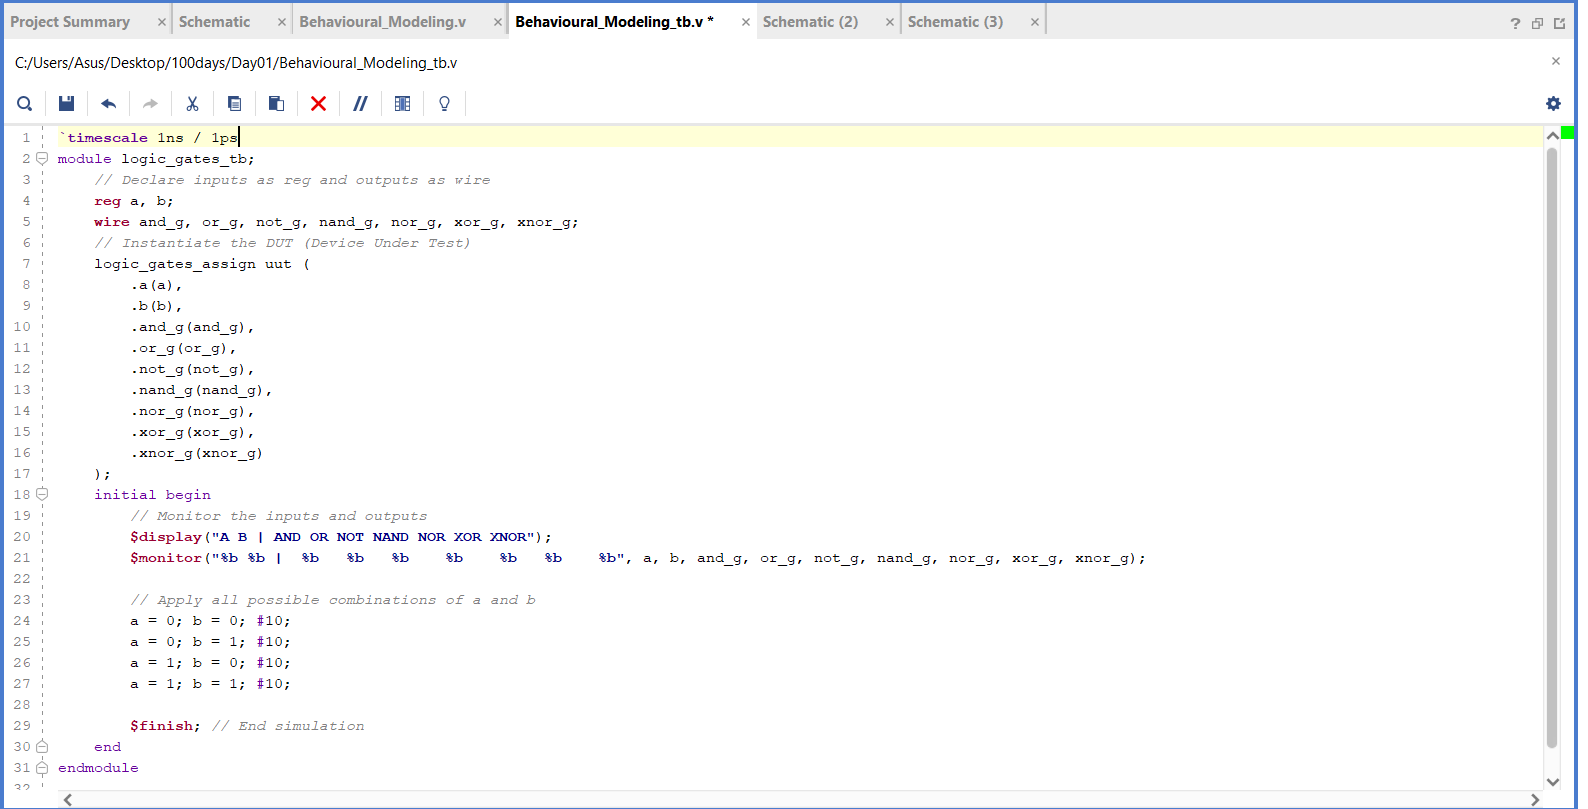 Project Summary × Schematic × Behavioural_Modeling.v × Behavioural_Modeling_tb.v * × Schematic (2) × Schematic (3) × ?
C:/Users/Asus/Desktop/100days/Day01/Behavioural_Modeling_tb.v ×
1 `timescale 1ns / 1ps
2 module logic_gates_tb;
3     // Declare inputs as reg and outputs as wire
4     reg a, b;
5     wire and_g, or_g, not_g, nand_g, nor_g, xor_g, xnor_g;
6     // Instantiate the DUT (Device Under Test)
7     logic_gates_assign uut (
8         .a(a),
9         .b(b),
10         .and_g(and_g),
11         .or_g(or_g),
12         .not_g(not_g),
13         .nand_g(nand_g),
14         .nor_g(nor_g),
15         .xor_g(xor_g),
16         .xnor_g(xnor_g)
17     );
18     initial begin
19         // Monitor the inputs and outputs
20         $display("A B | AND OR NOT NAND NOR XOR XNOR");
21         $monitor("%b %b |  %b   %b   %b    %b    %b   %b    %b", a, b, and_g, or_g, not_g, nand_g, nor_g, xor_g, xnor_g);
22
23         // Apply all possible combinations of a and b
24         a = 0; b = 0; #10;
25         a = 0; b = 1; #10;
26         a = 1; b = 0; #10;
27         a = 1; b = 1; #10;
28
29         $finish; // End simulation
30     end
31 endmodule
32